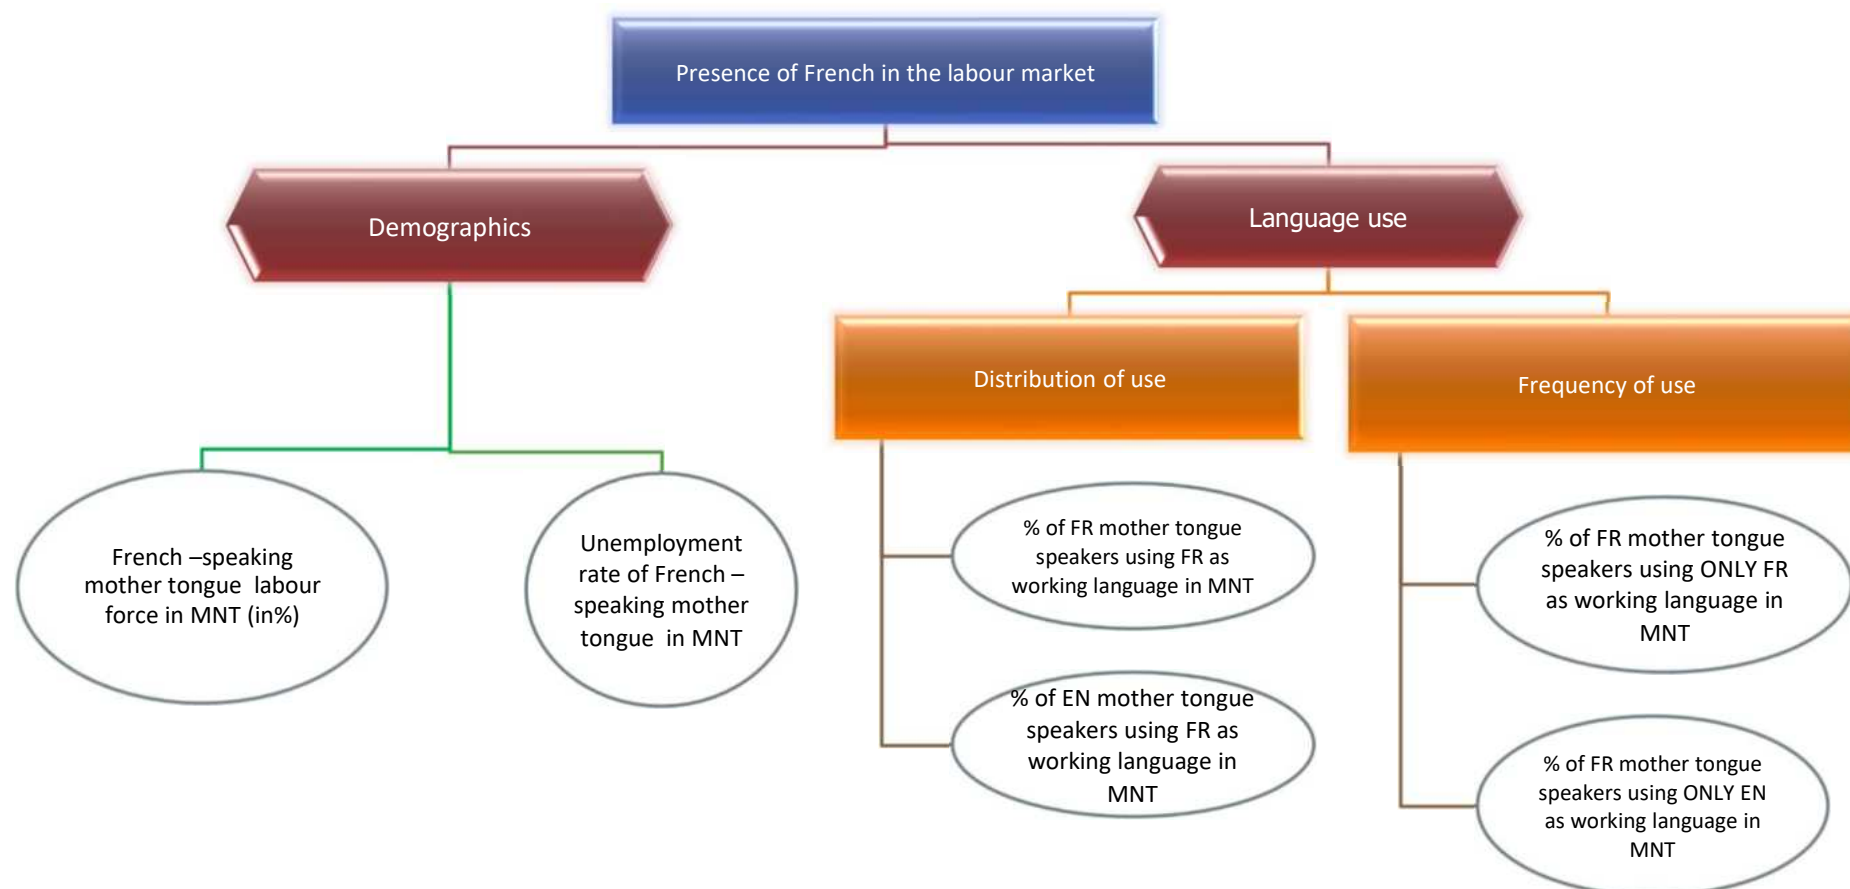 Presence of French in the labour market
Demographics
Language use
Distribution of use
Frequency of use
French –speaking
mother tongue labour
force in MNT (in%)
Unemployment
rate of French –
speaking mother
tongue in MNT
% of FR mother tongue
speakers using FR as
working language in MNT
% of EN mother tongue
speakers using FR as
working language in
MNT
% of FR mother tongue
speakers using ONLY FR
as working language in
MNT
% of FR mother tongue
speakers using ONLY EN
as working language in
MNT